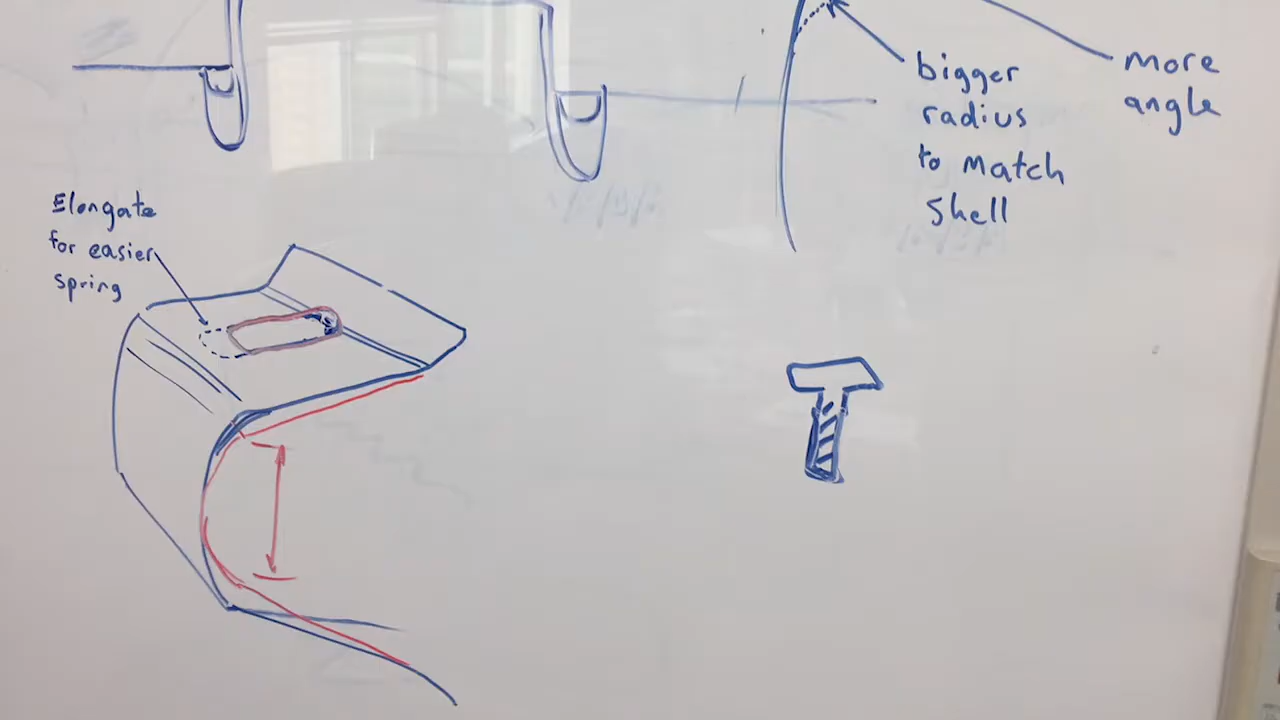 bigger
radius
to match
shell
more
angle
Elongate
for easier
spring